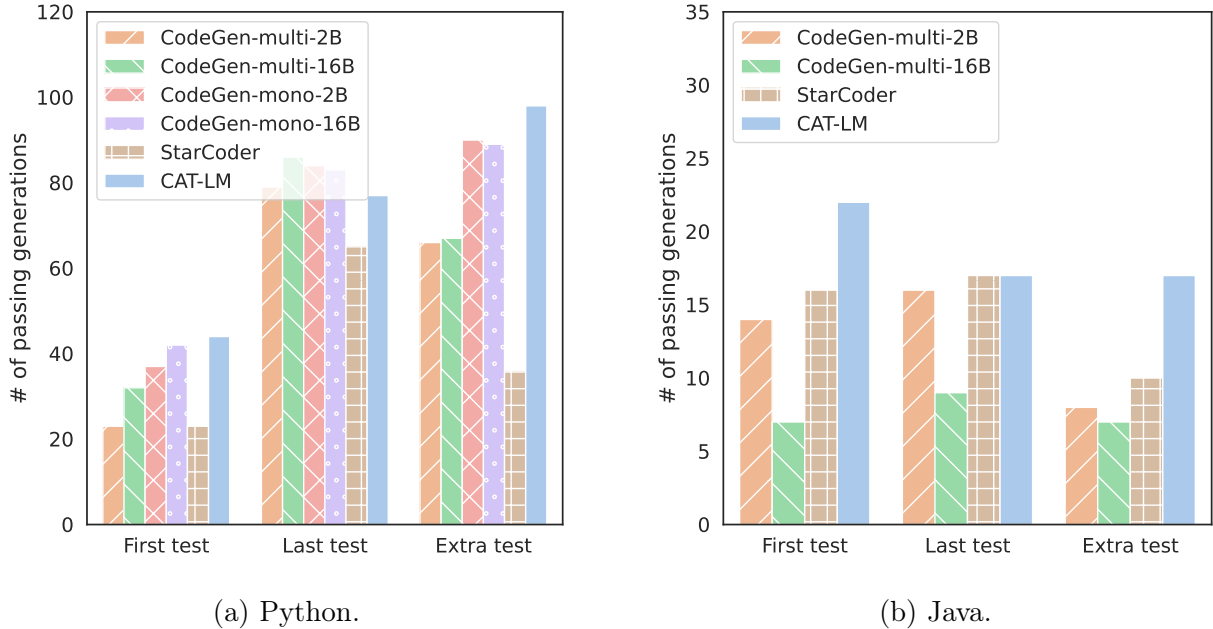 120
100
80
60
40
20
0
# of passing generations
CodeGen-multi-2B
CodeGen-multi-16B
CodeGen-mono-2B
CodeGen-mono-16B
StarCoder
CAT-LM
First test
Last test
Extra test
(a) Python.
35
30
25
20
15
10
5
0
# of passing generations
CodeGen-multi-2B
CodeGen-multi-16B
StarCoder
CAT-LM
First test
Last test
Extra test
(b) Java.